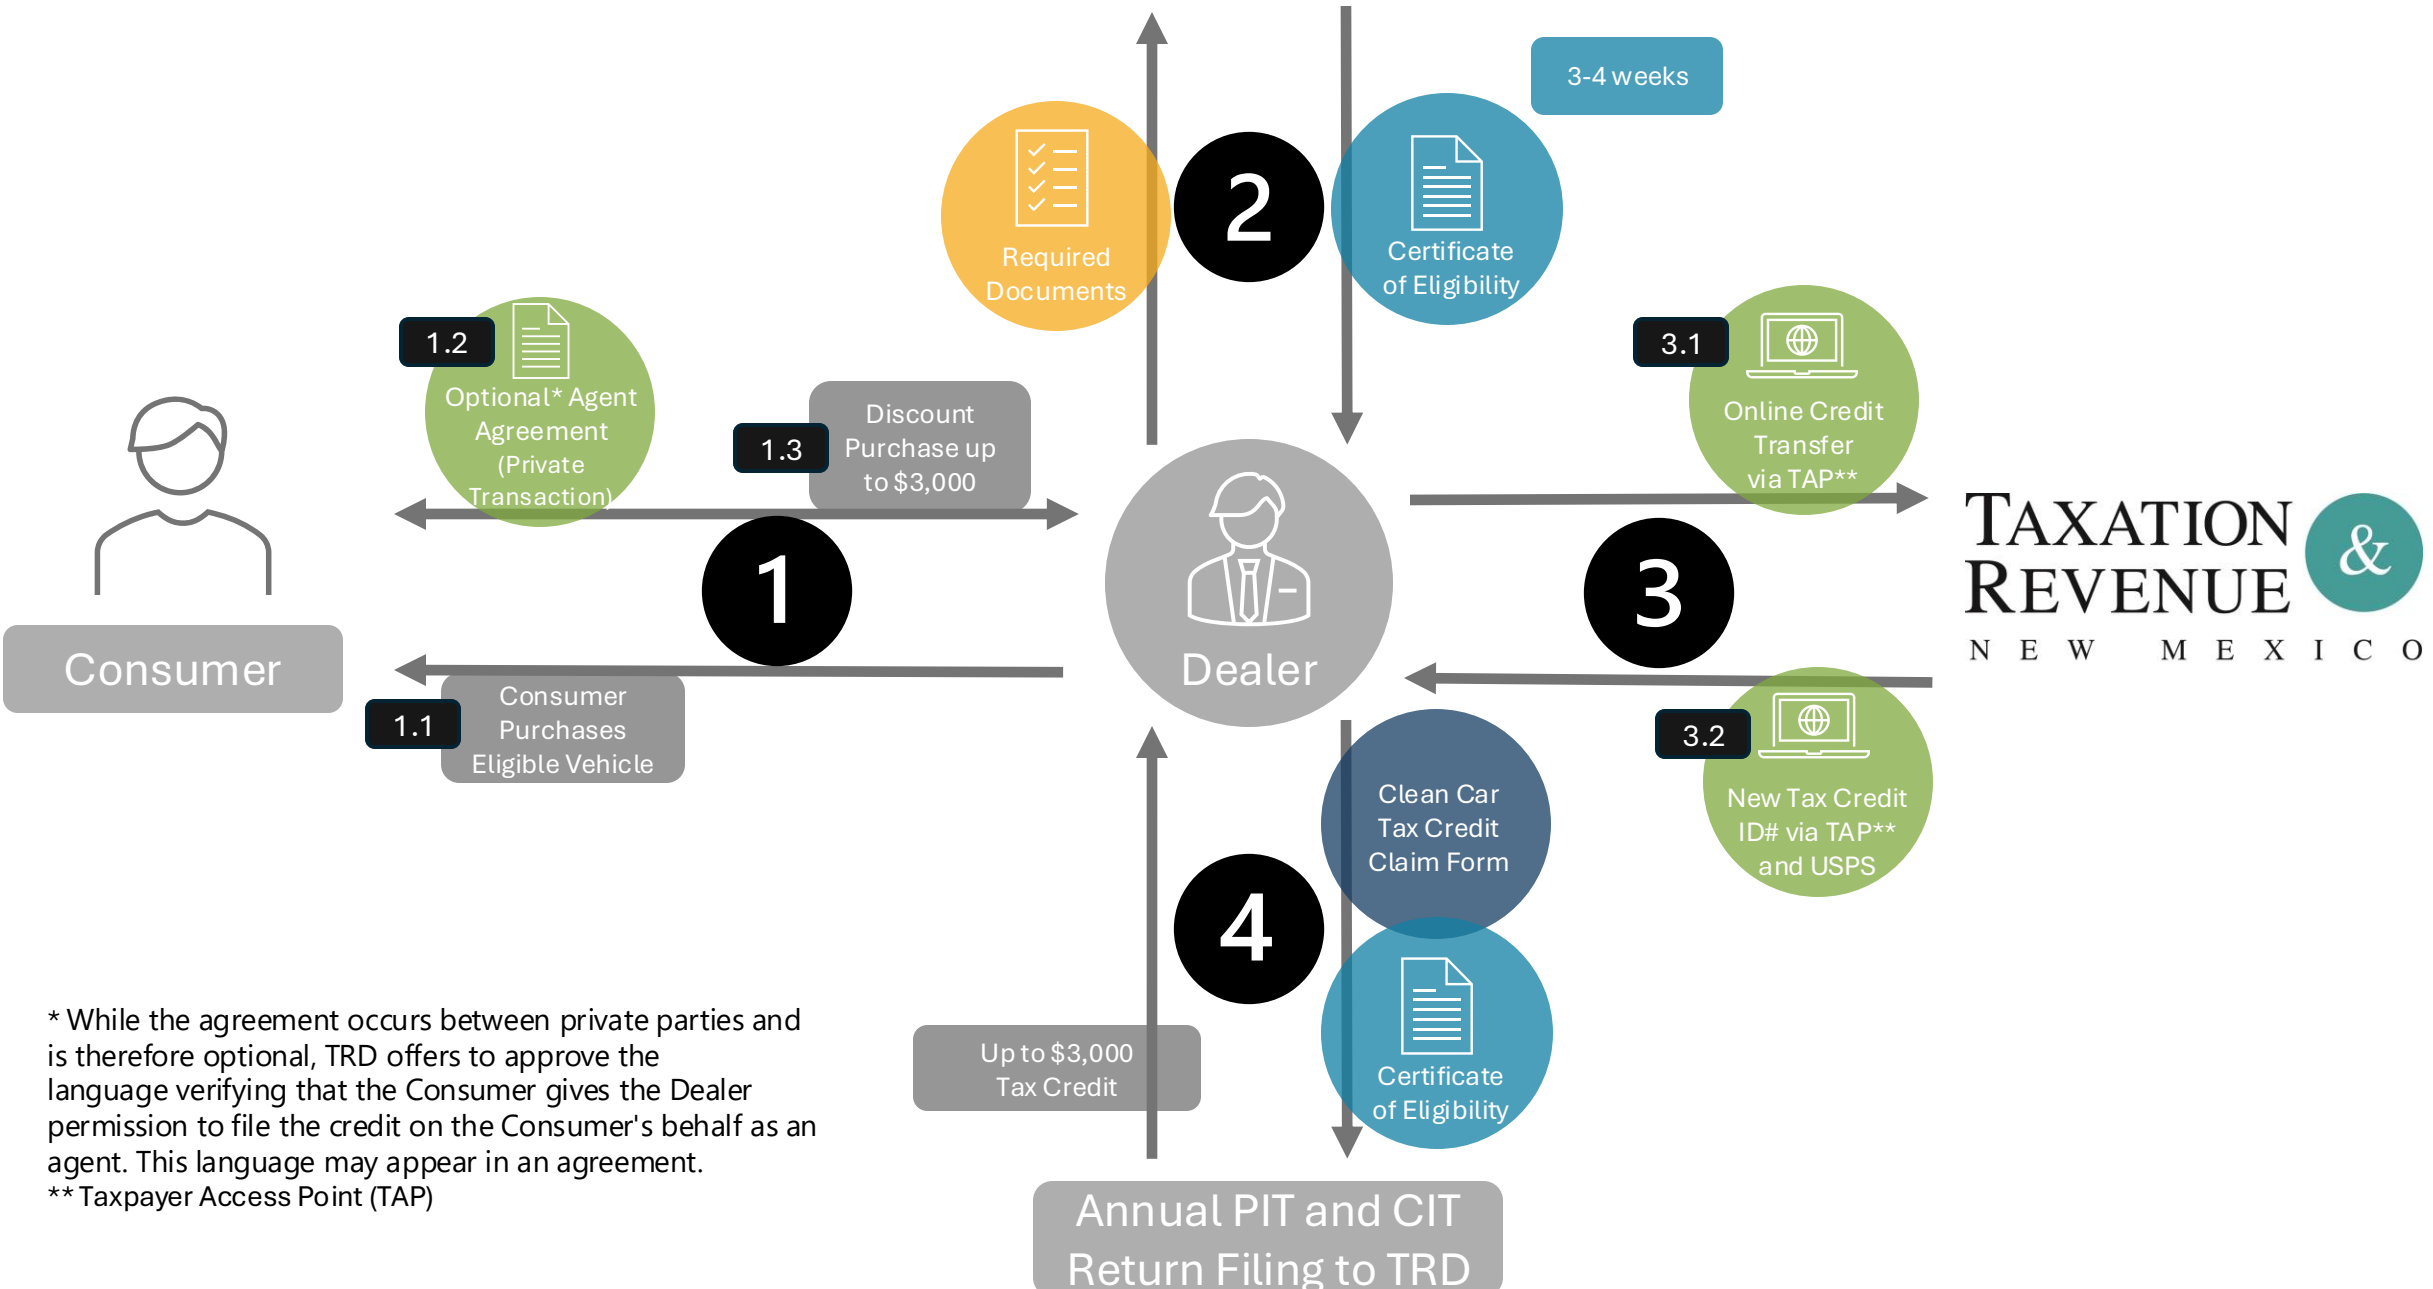 3-4 weeks
2
Required
Documents
Certificate
of Eligibility
1.2
Optional* Agent
Agreement
(Private
Transaction)
1.3
Discount
Purchase up
to $3,000
3.1
Online Credit
Transfer
via TAP**
1
3
TAXATION &
REVENUE
NEW MEXICO
Consumer
Dealer
1.1
Consumer
Purchases
Eligible Vehicle
3.2
New Tax Credit
ID# via TAP**
and USPS
Clean Car
Tax Credit
Claim Form
4
Up to $3,000
Tax Credit
Certificate
of Eligibility
* While the agreement occurs between private parties and
is therefore optional, TRD offers to approve the
language verifying that the Consumer gives the Dealer
permission to file the credit on the Consumer's behalf as an
agent. This language may appear in an agreement.
** Taxpayer Access Point (TAP)
Annual PIT and CIT
Return Filing to TRD